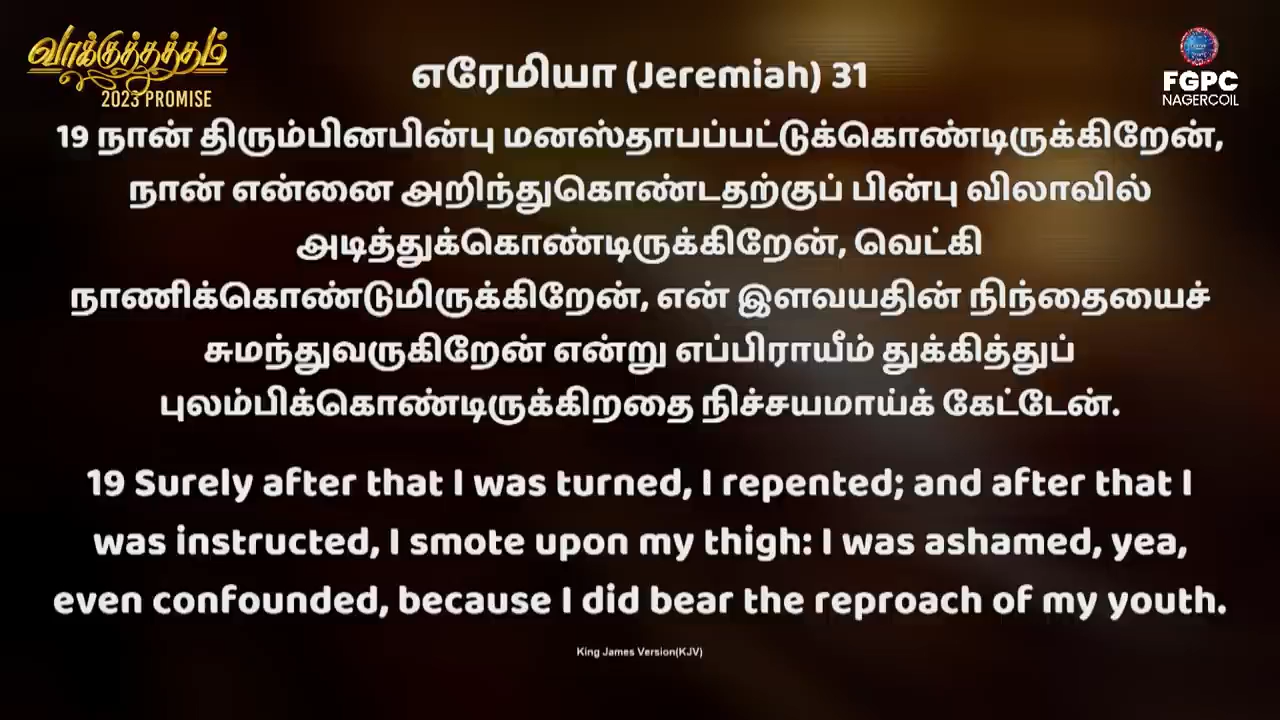 வாக்குத்தத்தம்
2023 PROMISE
FGPC
NAGERCOIL
எரேமியா (Jeremiah) 31
19 நான் திரும்பினபின்பு மனஸ்தாபப்பட்டுக்கொண்டிருக்கிறேன்,
நான் என்னை அறிந்துகொண்டதற்குப் பின்பு விலாவில்
அடித்துக்கொண்டிருக்கிறேன், வெட்கி
நாணிக்கொண்டுமிருக்கிறேன், என் இளவயதின் நிந்தையைச்
சுமந்துவருகிறேன் என்று எப்பிராயீம் துக்கித்துப்
புலம்பிக்கொண்டிருக்கிறதை நிச்சயமாய்க் கேட்டேன்.
19 Surely after that I was turned, I repented; and after that I
was instructed, I smote upon my thigh: I was ashamed, yea,
even confounded, because I did bear the reproach of my youth.
King James Version(KJV)